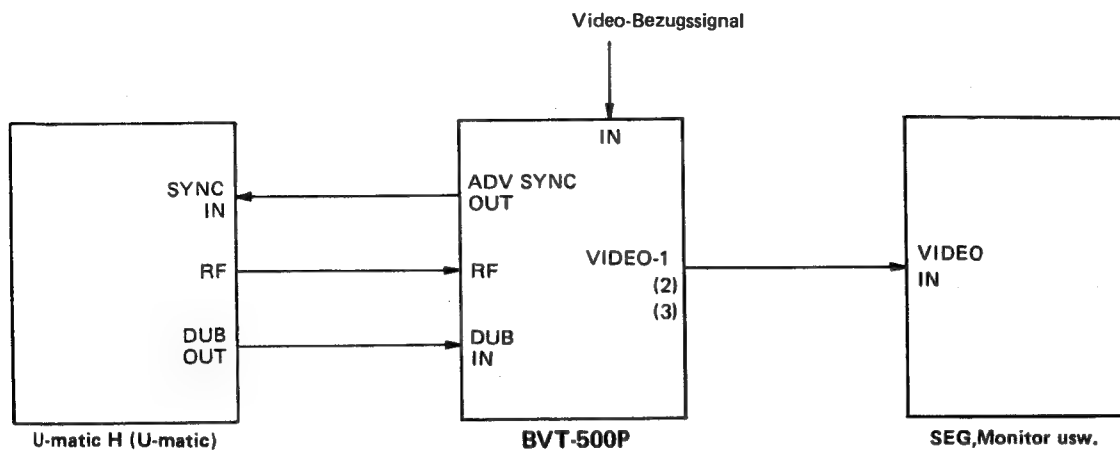 Video-Bezugssignal
IN
SYNC
IN
ADV SYNC
OUT
RF
RF
VIDEO-1
(2)
(3)
VIDEO
IN
DUB
OUT
DUB
IN
U-matic H (U-matic)
BVT-500P
SEG,Monitor usw.